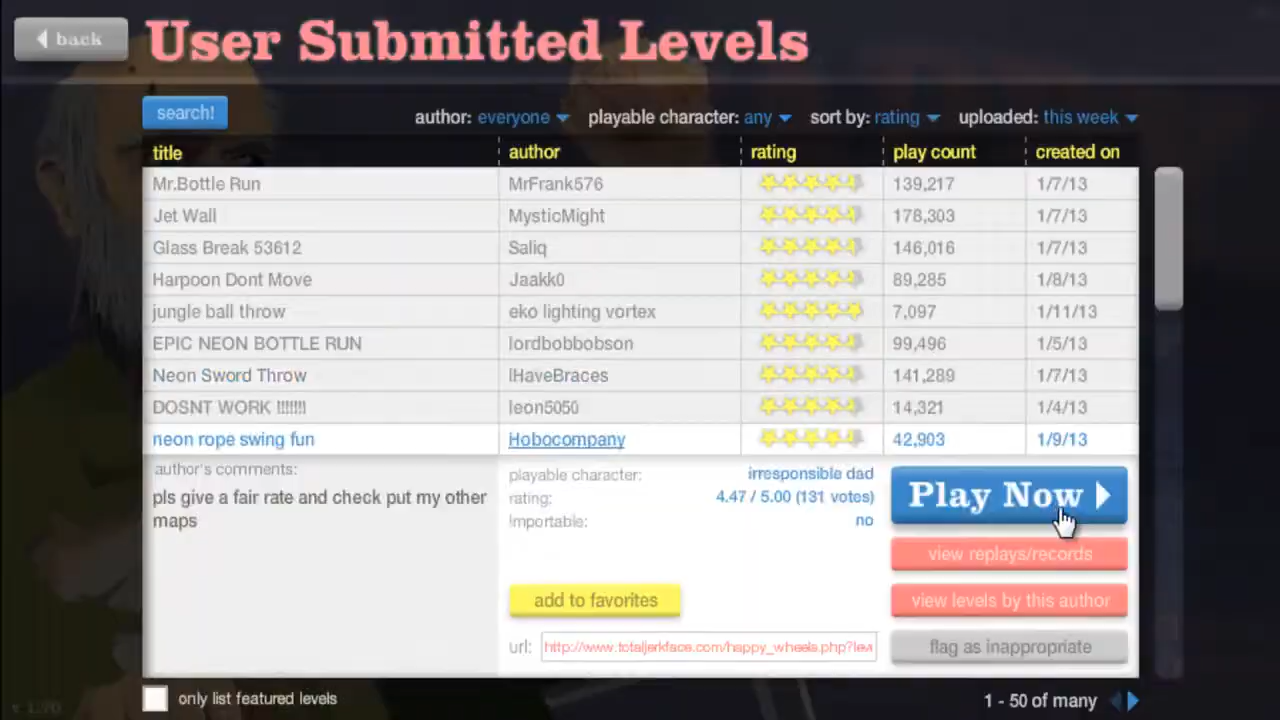 back
User Submitted Levels
search!
author: everyone playable character: any sort by: rating uploaded: this week
title author rating play count created on
Mr.Bottle Run MrFrank576 139,217 1/7/13
Jet Wall MysticMight 178,303 1/7/13
Glass Break 53612 Saliq 146,016 1/7/13
Harpoon Dont Move Jaakk0 89,285 1/8/13
jungle ball throw eko lighting vortex 7,097 1/11/13
EPIC NEON BOTTLE RUN lordbobbobson 99,496 1/5/13
Neon Sword Throw IHaveBraces 141,289 1/7/13
DOSNT WORK !!!!!!! leon5050 14,321 1/4/13
neon rope swing fun Hobocompany 42,903 1/9/13
author's comments:
pls give a fair rate and check put my other
maps
playable character: irresponsible dad
rating: 4.47 / 5.00 (131 votes)
Importable: no
add to favorites
url: http://www.totaljerkface.com/happy_wheels.php?lev
Play Now
view replays/records
view levels by this author
flag as inappropriate
only list featured levels
1 - 50 of many